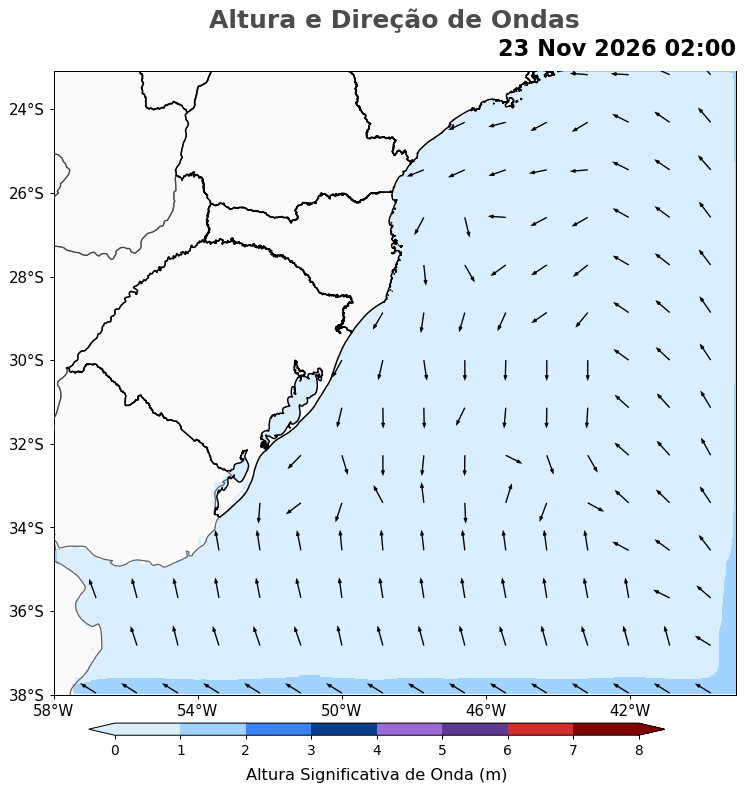 Altura e Direção de Ondas
23 Nov 2026 02:00
24°S
26°S
28°S
30°S
32°S
34°S
36°S
38°S
58°W 54°W 50°W 46°W 42°W
0 1 2 3 4 5 6 7 8
Altura Significativa de Onda (m)